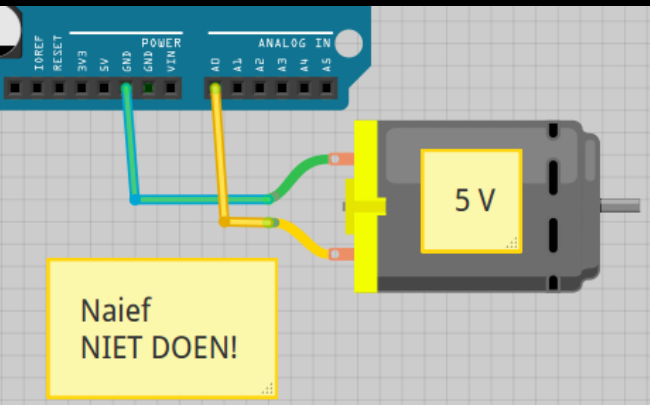 POWER
ANALOG IN
IOREF
RESET
3V3
5V
GND
GND
VIN
A0
A1
A2
A3
A4
A5
5 V
Naief
NIET DOEN!